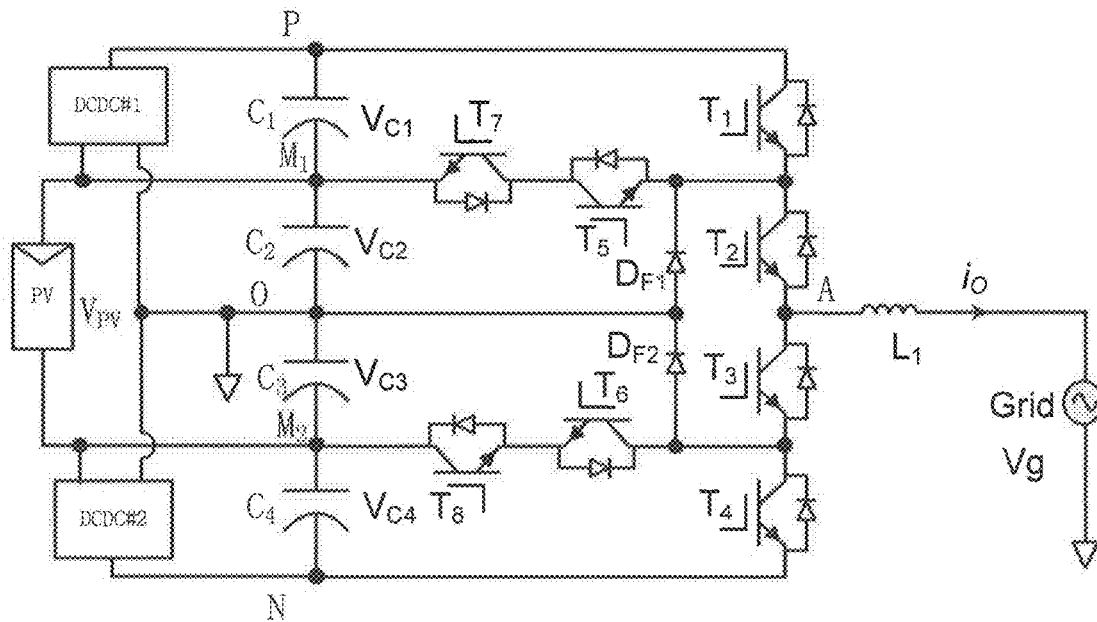 P
DCDC#1
C1
VC1
T7
T1
M1
T5
T2
C2
VC2
DF1
PV
VPV
O
A
iO
L1
DF2
C3
VC3
T6
T3
Grid
Vg
M2
T8
T4
DCDC#2
C4
VC4
N